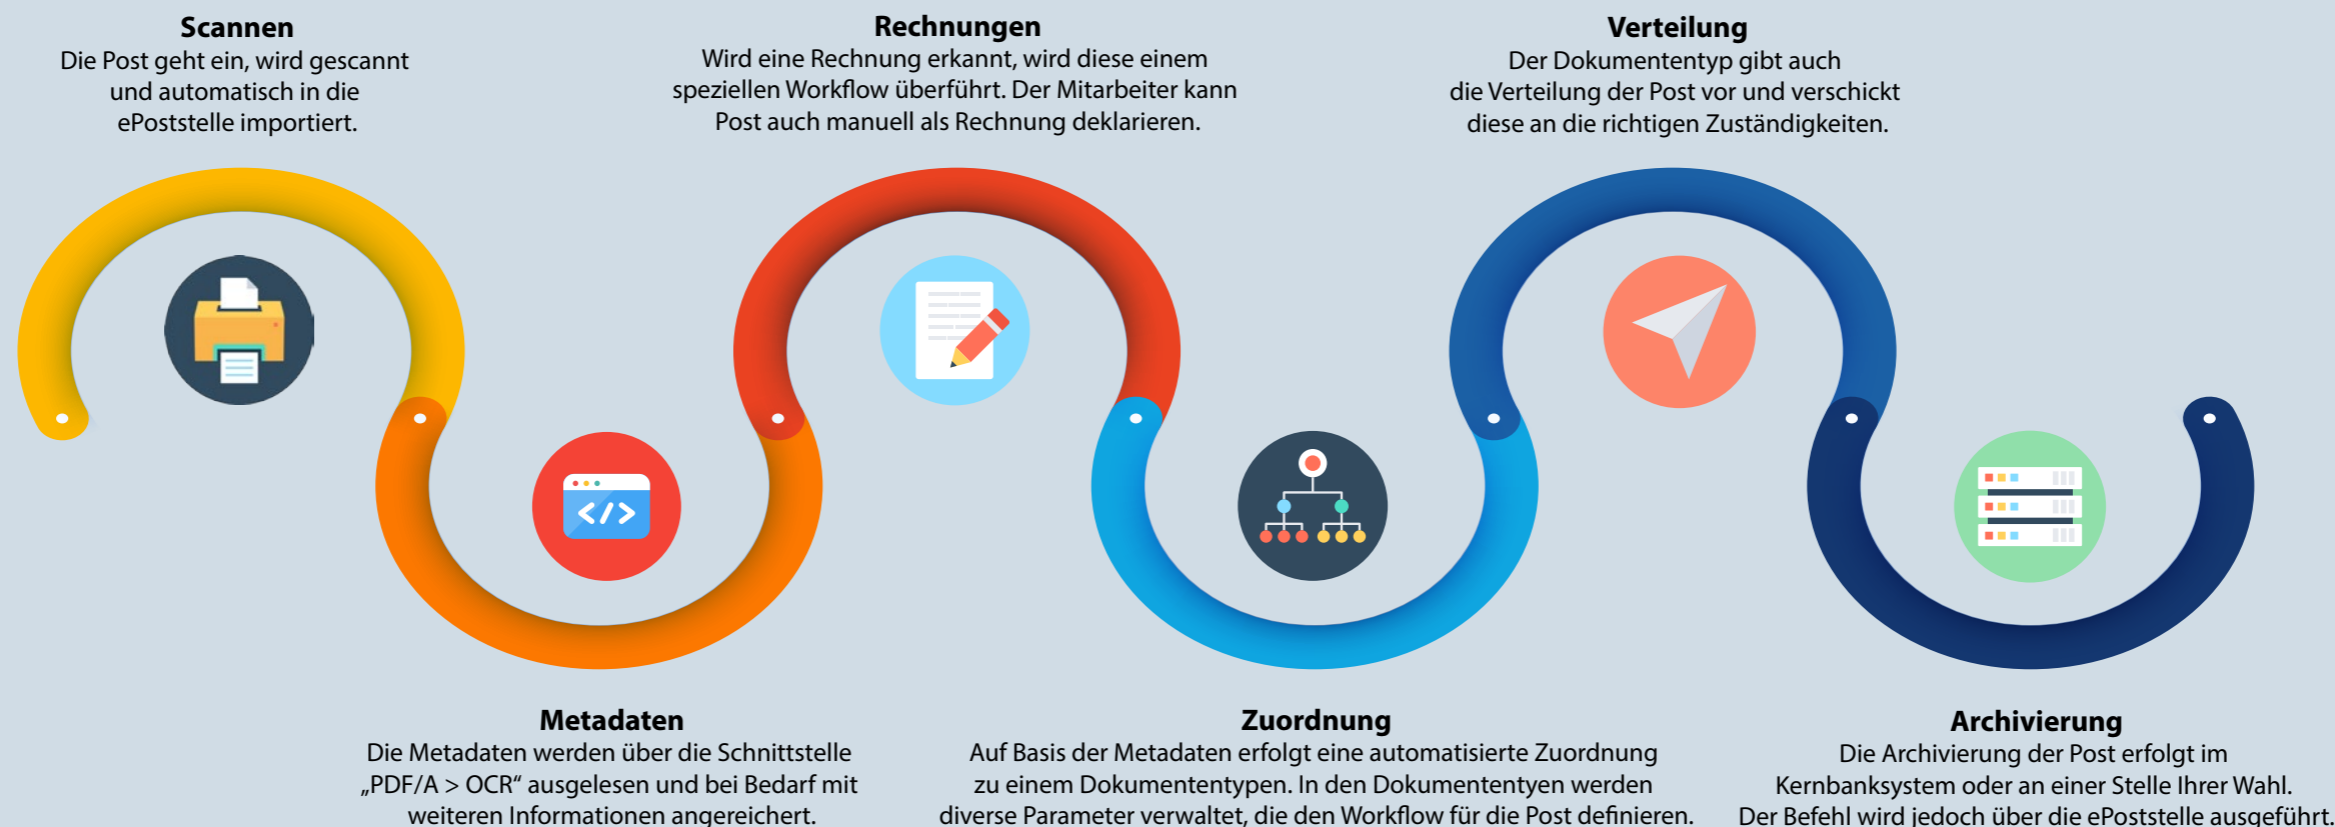 Scannen
Die Post geht ein, wird gescannt
und automatisch in die
ePoststelle importiert.
Rechnungen
Wird eine Rechnung erkannt, wird diese einem
speziellen Workflow überführt. Der Mitarbeiter kann
Post auch manuell als Rechnung deklarieren.
Verteilung
Der Dokumententyp gibt auch
die Verteilung der Post vor und verschickt
diese an die richtigen Zuständigkeiten.
</>
Metadaten
Die Metadaten werden über die Schnittstelle
„PDF/A > OCR“ ausgelesen und bei Bedarf mit
weiteren Informationen angereichert.
Zuordnung
Auf Basis der Metadaten erfolgt eine automatisierte Zuordnung
zu einem Dokumententypen. In den Dokumententyen werden
diverse Parameter verwaltet, die den Workflow für die Post definieren.
Archivierung
Die Archivierung der Post erfolgt im
Kernbanksystem oder an einer Stelle Ihrer Wahl.
Der Befehl wird jedoch über die ePoststelle ausgeführt.